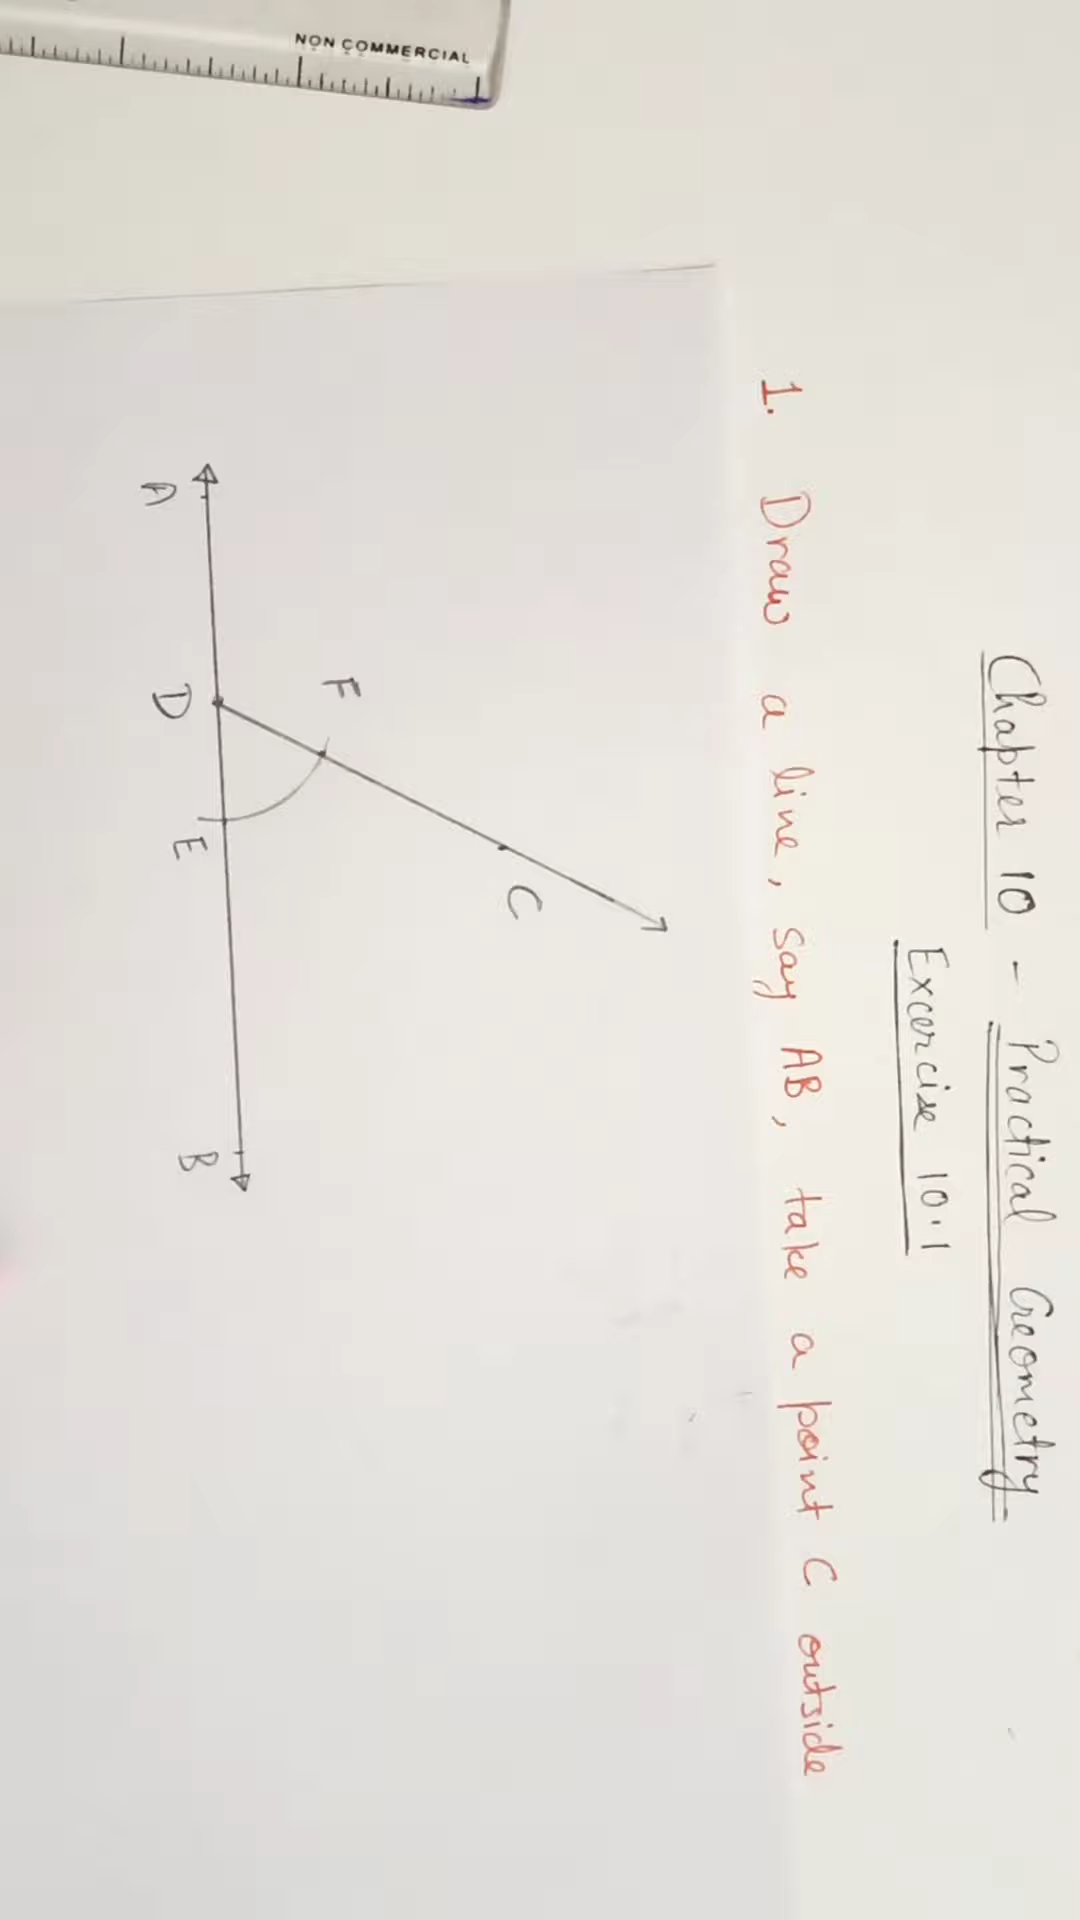 Chapter 10 - Practical Geometry
Excercise 10.1
1. Draw a line, say AB, take a point C outside
C
F
A
D
E
B
NON COMMERCIAL